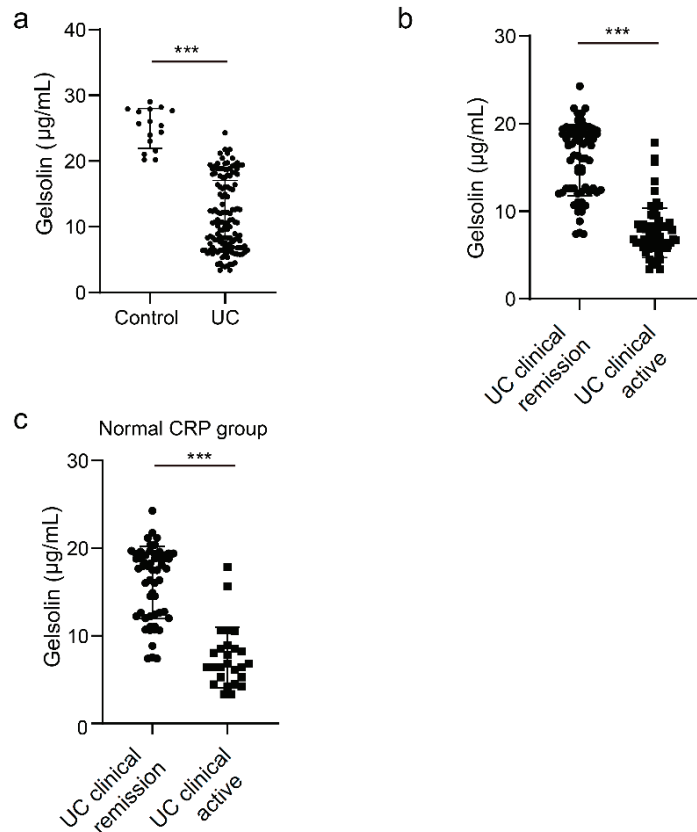 a
***
Gelsolin (µg/mL)
40
30
20
10
0
Control
UC
b
***
Gelsolin (µg/mL)
30
20
10
0
UC clinical
remission
UC clinical
active
c
Normal CRP group
***
Gelsolin (µg/mL)
30
20
10
0
UC clinical
remission
UC clinical
active